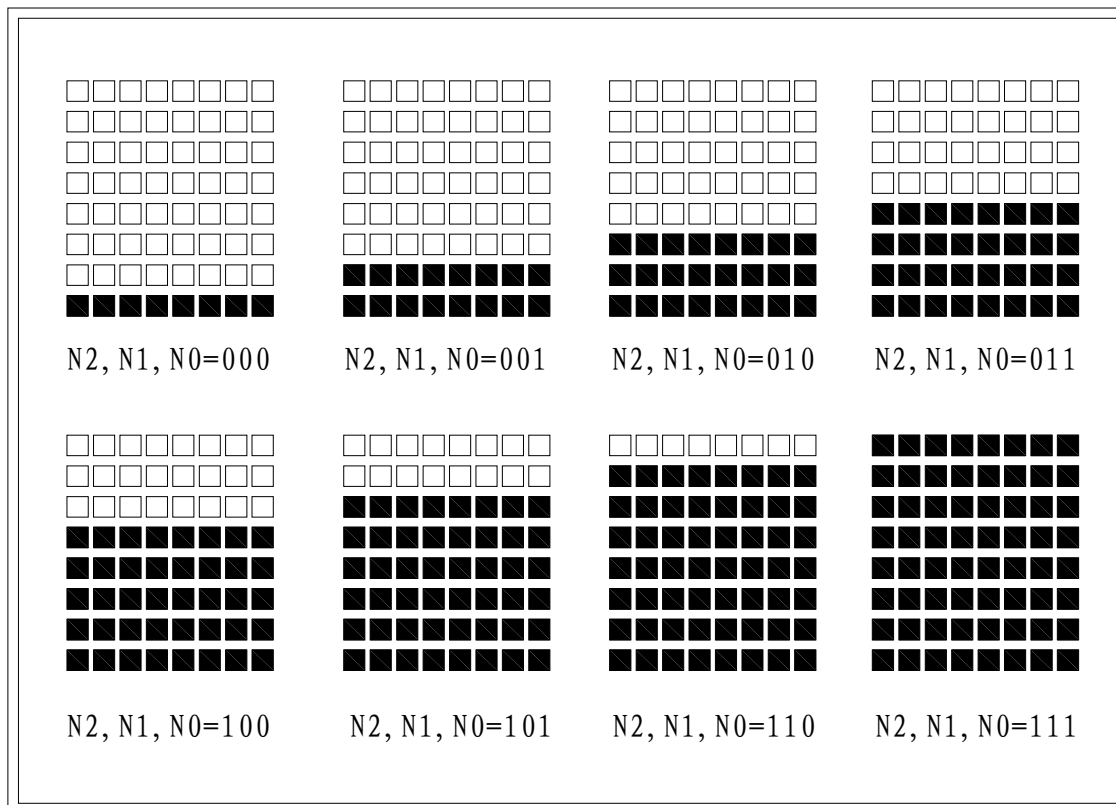 N2, N1, N0=000
N2, N1, N0=001
N2, N1, N0=010
N2, N1, N0=011
N2, N1, N0=100
N2, N1, N0=101
N2, N1, N0=110
N2, N1, N0=111